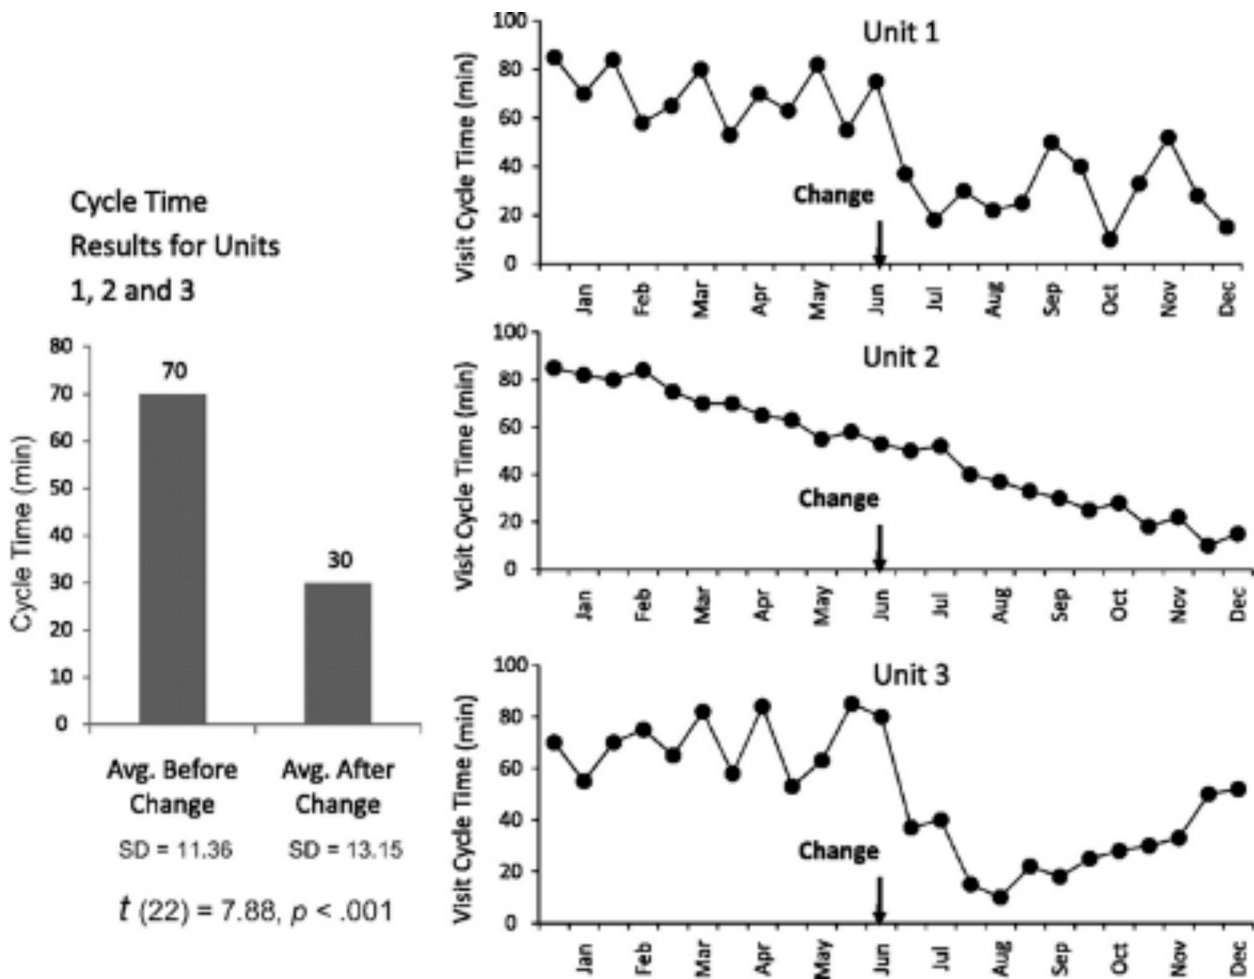 Cycle Time
Results for Units
1, 2 and 3
Cycle Time (min)
80
70
60
50
40
30
20
10
0
70
30
Avg. Before
Change
Avg. After
Change
SD = 11.36
SD = 13.15
t (22) = 7.88, p < .001
Unit 1
Visit Cycle Time (min)
100
80
60
40
20
0
Change
Jan Feb Mar Apr May Jun Jul Aug Sep Oct Nov Dec
Unit 2
Visit Cycle Time (min)
100
80
60
40
20
0
Change
Jan Feb Mar Apr May Jun Jul Aug Sep Oct Nov Dec
Unit 3
Visit Cycle Time (min)
100
80
60
40
20
0
Change
Jan Feb Mar Apr May Jun Jul Aug Sep Oct Nov Dec